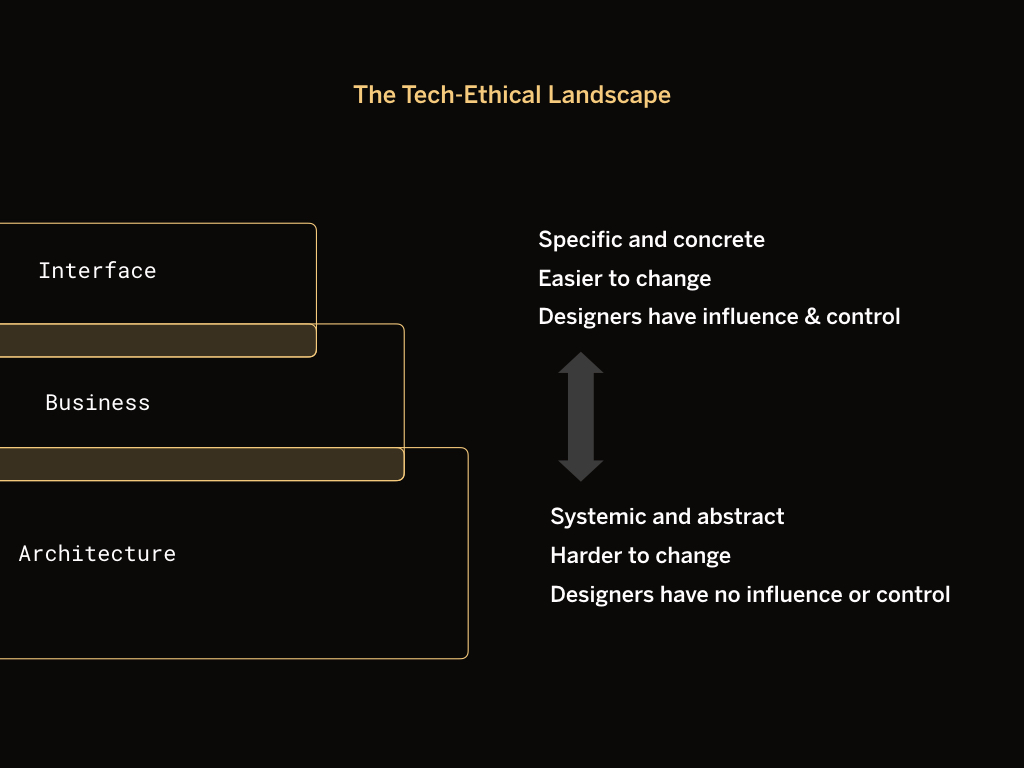 The Tech-Ethical Landscape
Interface
Business
Architecture
Specific and concrete
Easier to change
Designers have influence & control
Systemic and abstract
Harder to change
Designers have no influence or control